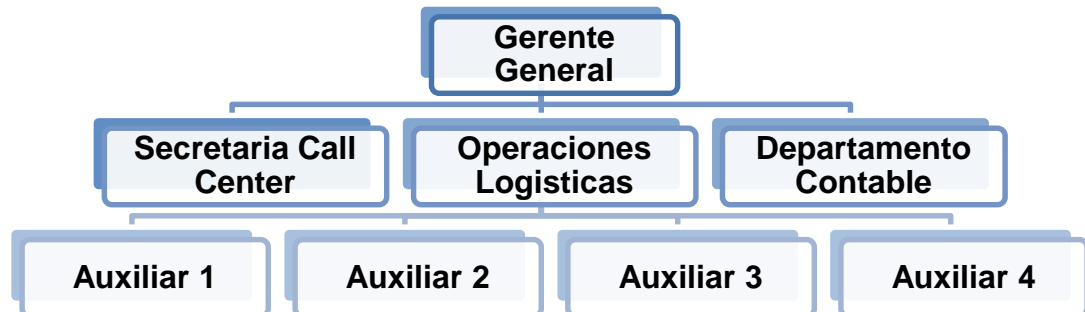 Gerente
General
Secretaria Call
Center
Operaciones
Logisticas
Departamento
Contable
Auxiliar 1
Auxiliar 2
Auxiliar 3
Auxiliar 4